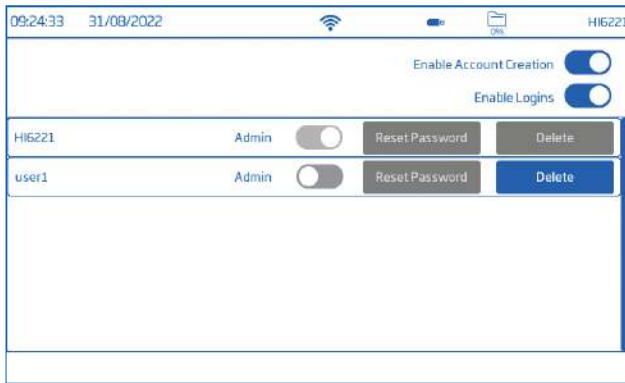 09:24:33 31/08/2022 0% HI6221
Enable Account Creation
Enable Logins
HI6221 Admin Reset Password Delete
user1 Admin Reset Password Delete